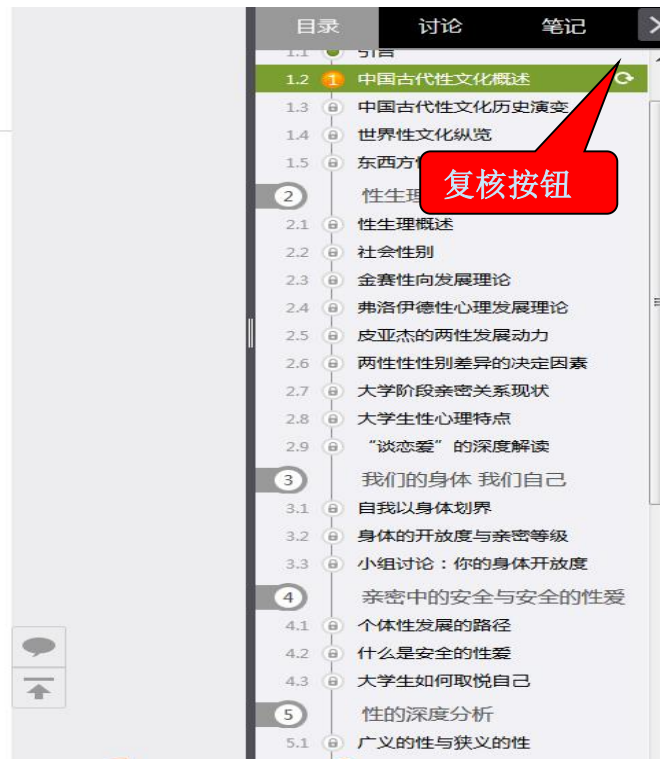 目录 讨论 笔记
1.1 引言
1.2 1 中国古代性文化概述
1.3 中国古代性文化历史演变
1.4 世界性文化纵览
1.5 东西方
复核按钮
2 性生理
2.1 性生理概述
2.2 社会性别
2.3 金赛性向发展理论
2.4 弗洛伊德性心理发展理论
2.5 皮亚杰的两性发展动力
2.6 两性性性别差异的决定因素
2.7 大学阶段亲密关系现状
2.8 大学生性心理特点
2.9 “谈恋爱”的深度解读
3 我们的身体 我们自己
3.1 自我以身体划界
3.2 身体的开放度与亲密等级
3.3 小组讨论：你的身体开放度
4 亲密中的安全与安全的性爱
4.1 个体性发展的路径
4.2 什么是安全的性爱
4.3 大学生如何取悦自己
5 性的深度分析
5.1 广义的性与狭义的性